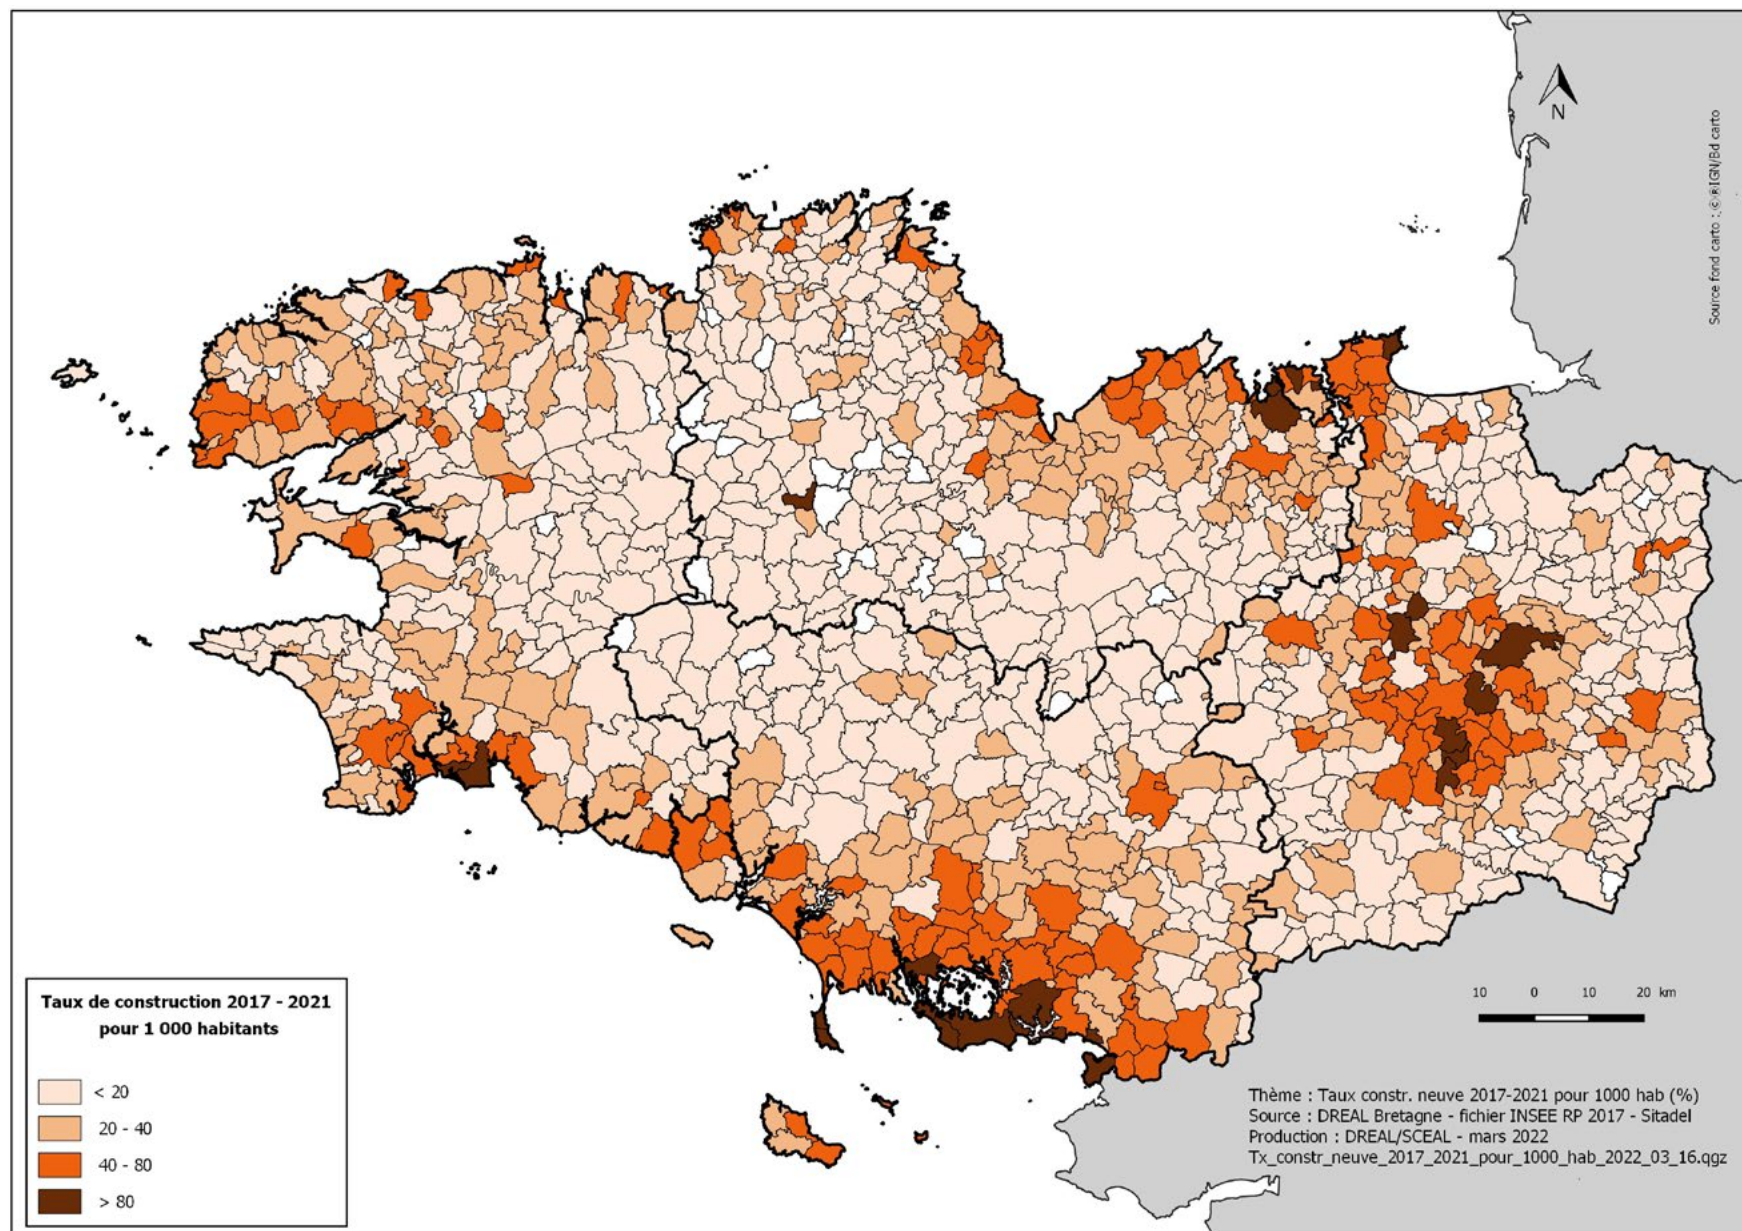 N
Source fond carto : ©®IGN/Bd carto
Taux de construction 2017 - 2021
pour 1 000 habitants
< 20
20 - 40
40 - 80
> 80
10 0 10 20 km
Thème : Taux constr. neuve 2017-2021 pour 1000 hab (%)
Source : DREAL Bretagne - fichier INSEE RP 2017 - Sitadel
Production : DREAL/SCEAL - mars 2022
Tx_constr_neuve_2017_2021_pour_1000_hab_2022_03_16.qgz